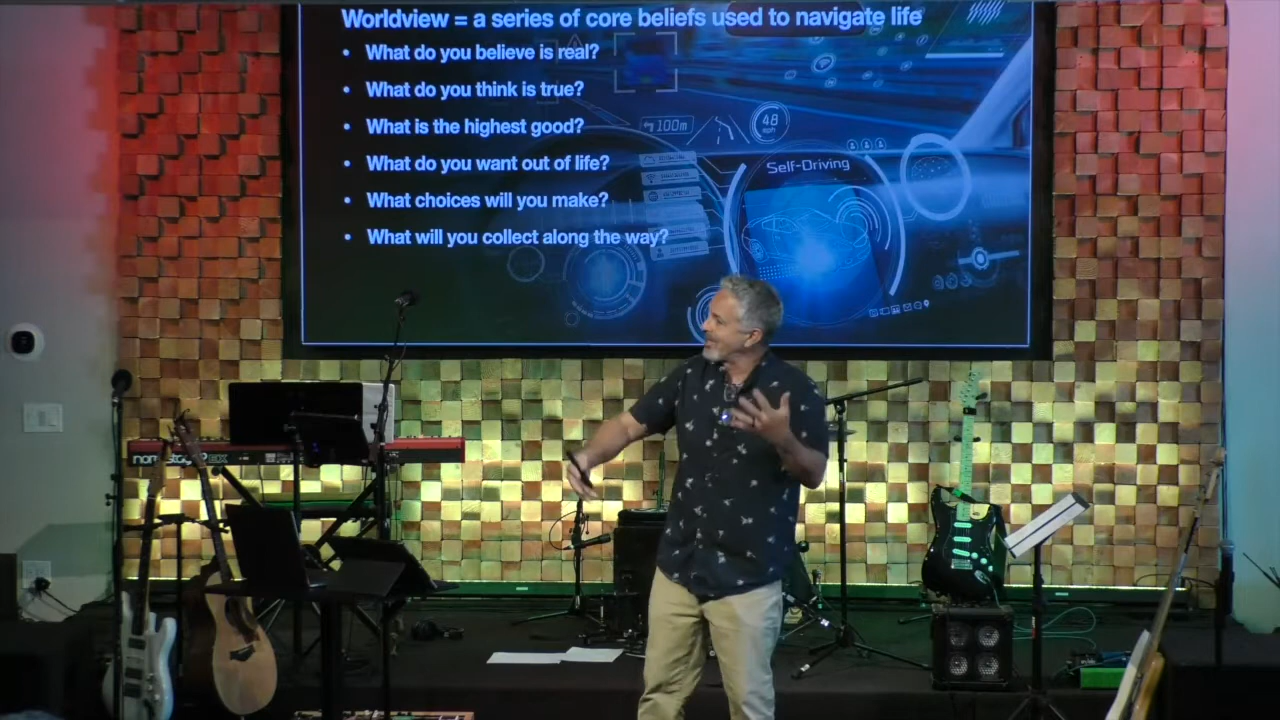 Worldview = a series of core beliefs used to navigate life
• What do you believe is real?
• What do you think is true?
• What is the highest good?
• What do you want out of life?
• What choices will you make?
• What will you collect along the way?
100m
48
mph
Self-Driving